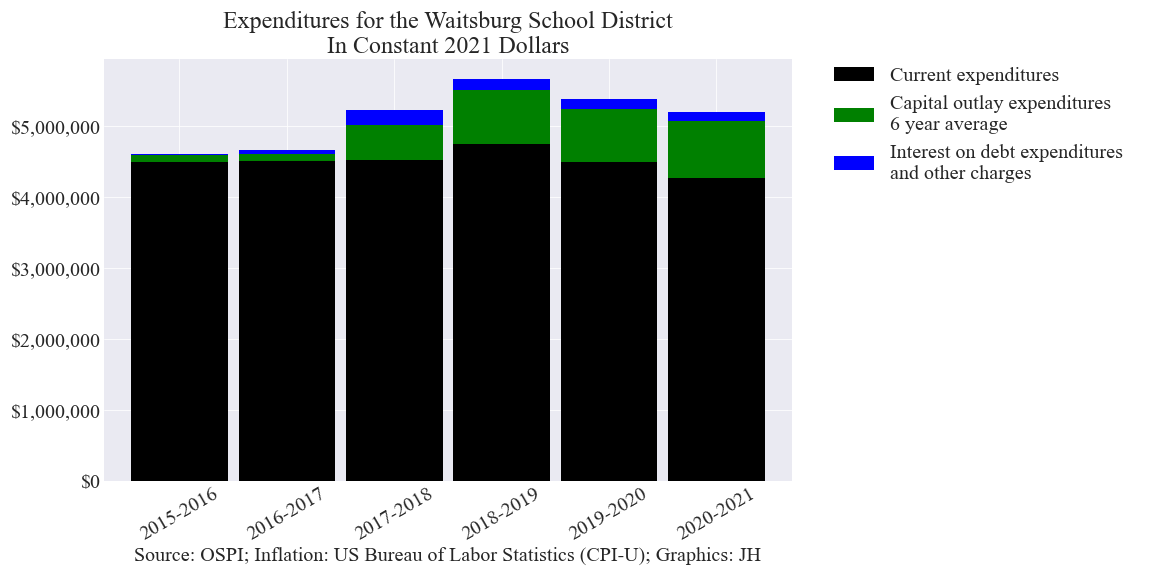 Expenditures for the Waitsburg School District
In Constant 2021 Dollars
Current expenditures
Capital outlay expenditures
6 year average
Interest on debt expenditures
and other charges
$5,000,000
$4,000,000
$3,000,000
$2,000,000
$1,000,000
$0
2015-2016
2016-2017
2017-2018
2018-2019
2019-2020
2020-2021
Source: OSPI; Inflation: US Bureau of Labor Statistics (CPI-U); Graphics: JH